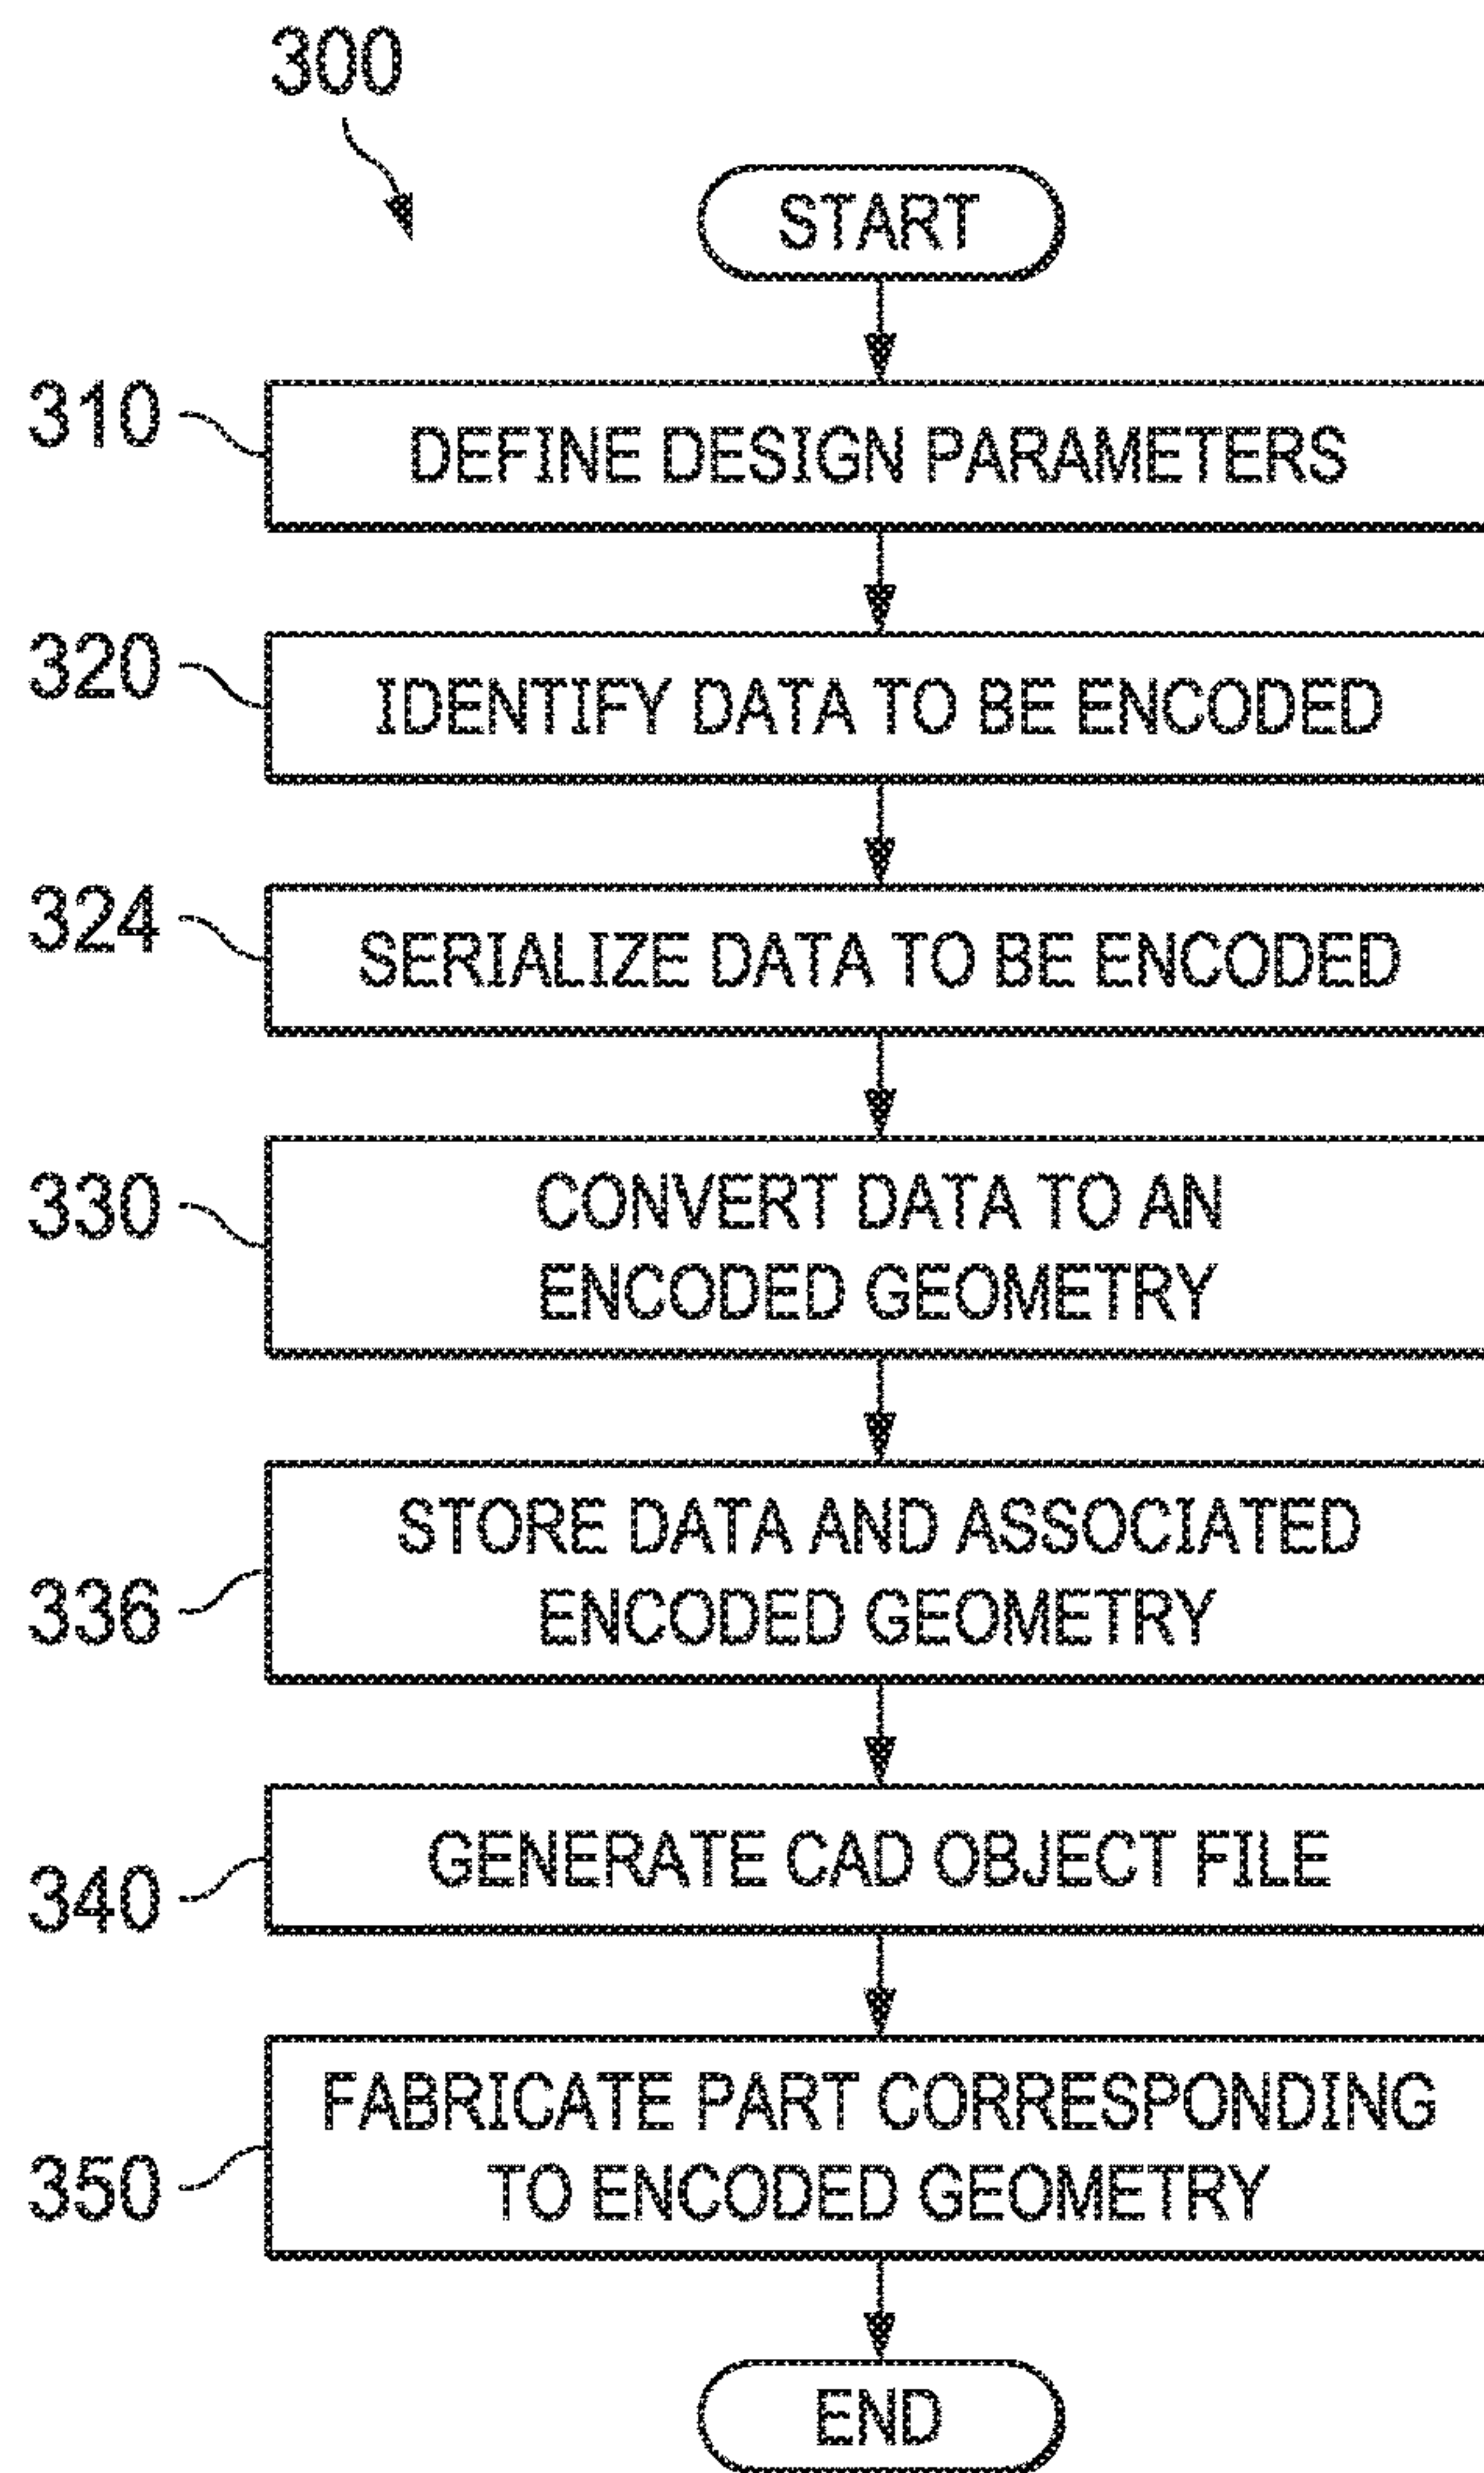 300
START
310
DEFINE DESIGN PARAMETERS
320
IDENTIFY DATA TO BE ENCODED
324
SERIALIZE DATA TO BE ENCODED
330
CONVERT DATA TO AN
ENCODED GEOMETRY
336
STORE DATA AND ASSOCIATED
ENCODED GEOMETRY
340
GENERATE CAD OBJECT FILE
350
FABRICATE PART CORRESPONDING
TO ENCODED GEOMETRY
END